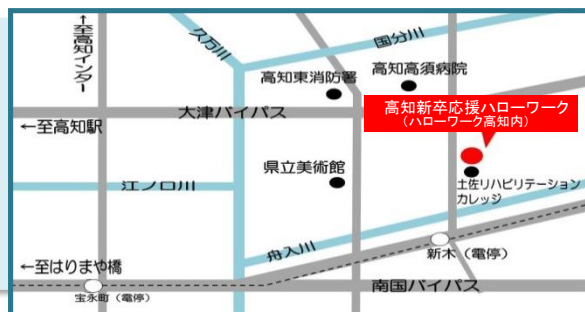 ←至高知インター
久万川
国分川
高知東消防署
高知高須病院
大津バイパス
高知新卒応援ハローワーク
(ハローワーク高知内)
←至高知駅
県立美術館
江ノ口川
土佐リハビリテーション
カレッジ
舟入川
新木(電停)
←至はりまや橋
宝永町(電停)
南国バイパス